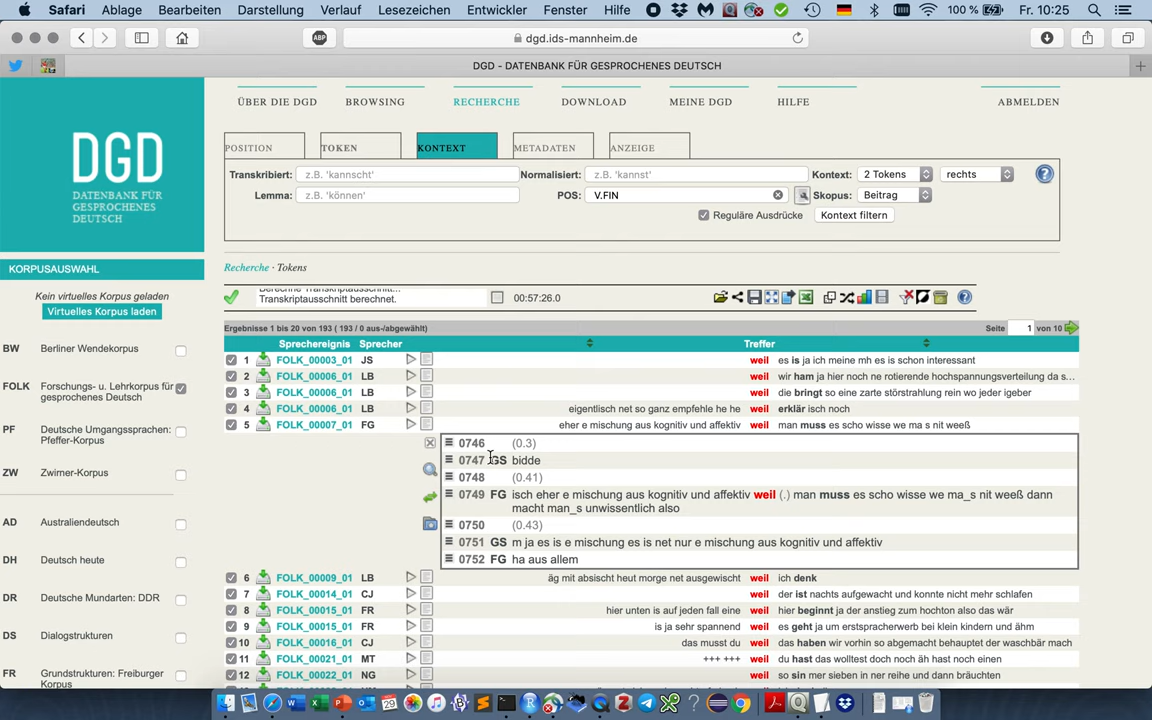 Safari Ablage Bearbeiten Darstellung Verlauf Lesezeichen Entwickler Fenster Hilfe 100 % Fr. 10:25
ABP dgd.ids-mannheim.de
DGD - DATENBANK FÜR GESPROCHENES DEUTSCH
DGD
DATENBANK FÜR
GESPROCHENES
DEUTSCH
ÜBER DIE DGD BROWSING RECHERCHE DOWNLOAD MEINE DGD HILFE ABMELDEN
POSITION TOKEN KONTEXT METADATEN ANZEIGE
Transkribiert: z.B. 'kannscht' Normalisiert: z.B. 'kannst' Kontext: 2 Tokens rechts
Lemma: z.B. 'können' POS: V.FIN Skopus: Beitrag
Reguläre Ausdrücke Kontext filtern
KORPUSAUSWAHL
Kein virtuelles Korpus geladen
Virtuelles Korpus laden
BW Berliner Wendekorpus
FOLK Forschungs- u. Lehrkorpus für
gesprochenes Deutsch
PF Deutsche Umgangssprachen:
Pfeffer-Korpus
ZW Zwirner-Korpus
AD Australiendeutsch
DH Deutsch heute
DR Deutsche Mundarten: DDR
DS Dialogstrukturen
FR Grundstrukturen: Freiburger
Korpus
Recherche · Tokens
Transkriptausschnitt berechnet. 00:57:26.0
Ergebnisse 1 bis 20 von 193 ( 193 / 0 aus-/abgewählt) Seite 1 von 10
Sprechereignis Sprecher Treffer
1 FOLK_00003_01 JS weil es is ja ich meine mh es is schon interessant
2 FOLK_00006_01 LB weil wir ham ja hier noch ne rotierende hochspannungsverteilung da s...
3 FOLK_00006_01 LB weil die bringt so eine zarte störstrahlung rein wo jeder igeber
4 FOLK_00006_01 LB eigentlich net so ganz empfehle he he weil erklär isch noch
5 FOLK_00007_01 FG eher e mischung aus kognitiv und affektiv weil man muss es scho wisse we ma s nit weeß
0746 (0.3)
0747 GS bidde
0748 (0.41)
0749 FG isch eher e mischung aus kognitiv und affektiv weil (.) man muss es scho wisse we ma_s nit weeß dann
macht man_s unwissentlich also
0750 (0.43)
0751 GS m ja es is e mischung es is net nur e mischung aus kognitiv und affektiv
0752 FG ha aus allem
6 FOLK_00009_01 LB äg mit absischt heut morge net ausgewischt weil ich denk
7 FOLK_00014_01 CJ weil der ist nachts aufgewacht und konnte nicht mehr schlafen
8 FOLK_00015_01 FR hier unten is auf jeden fall eine weil hier beginnt ja der anstieg zum hochton also das wär
9 FOLK_00015_01 FR is ja sehr spannend weil es geht ja um erstspracherwerb bei klein kindern und ähm
10 FOLK_00016_01 CJ das musst du weil das haben wir vorhin so abgemacht behauptet der waschbär mach
11 FOLK_00021_01 MT +++ +++ weil du hast das wolltest doch noch äh hast noch einen
12 FOLK_00022_01 NG weil so sin mer sieben in ner reihe und dann bräuchten